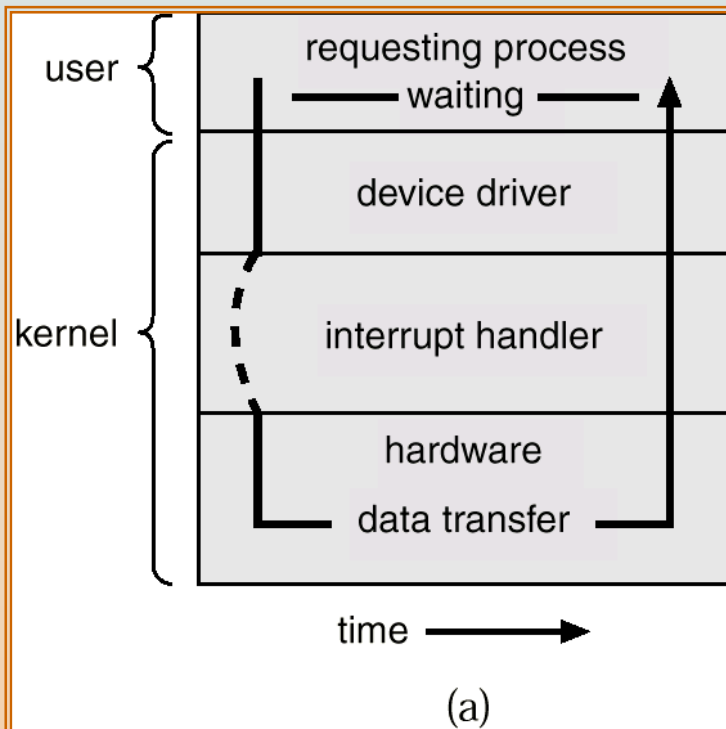 requesting process
user
waiting
device driver
kernel
interrupt handler
hardware
data transfer
time
(a)